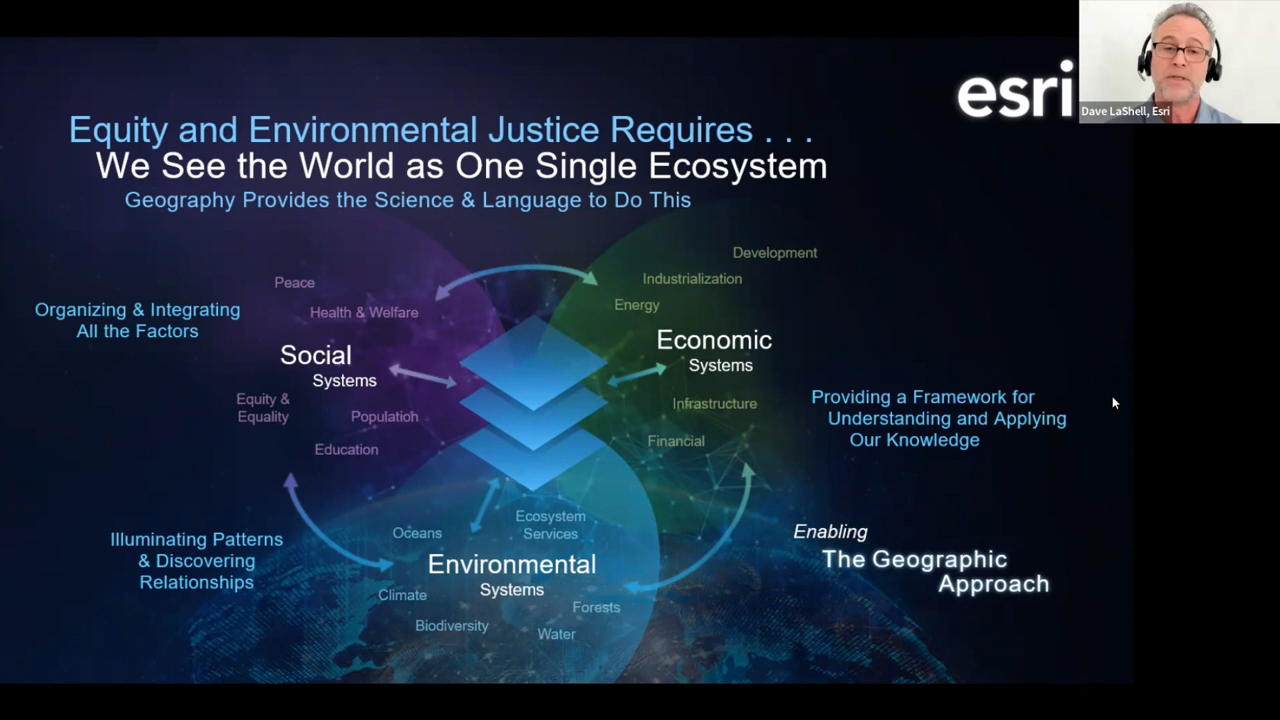 esri
Dave LaShell, Esri
Equity and Environmental Justice Requires . . .
We See the World as One Single Ecosystem
Geography Provides the Science & Language to Do This
Organizing & Integrating
All the Factors
Peace
Health & Welfare
Social
Systems
Equity &
Equality
Population
Education
Development
Industrialization
Energy
Economic
Systems
Infrastructure
Financial
Providing a Framework for
Understanding and Applying
Our Knowledge
Illuminating Patterns
& Discovering
Relationships
Oceans
Ecosystem
Services
Environmental
Systems
Climate
Forests
Biodiversity
Water
Enabling
The Geographic
Approach